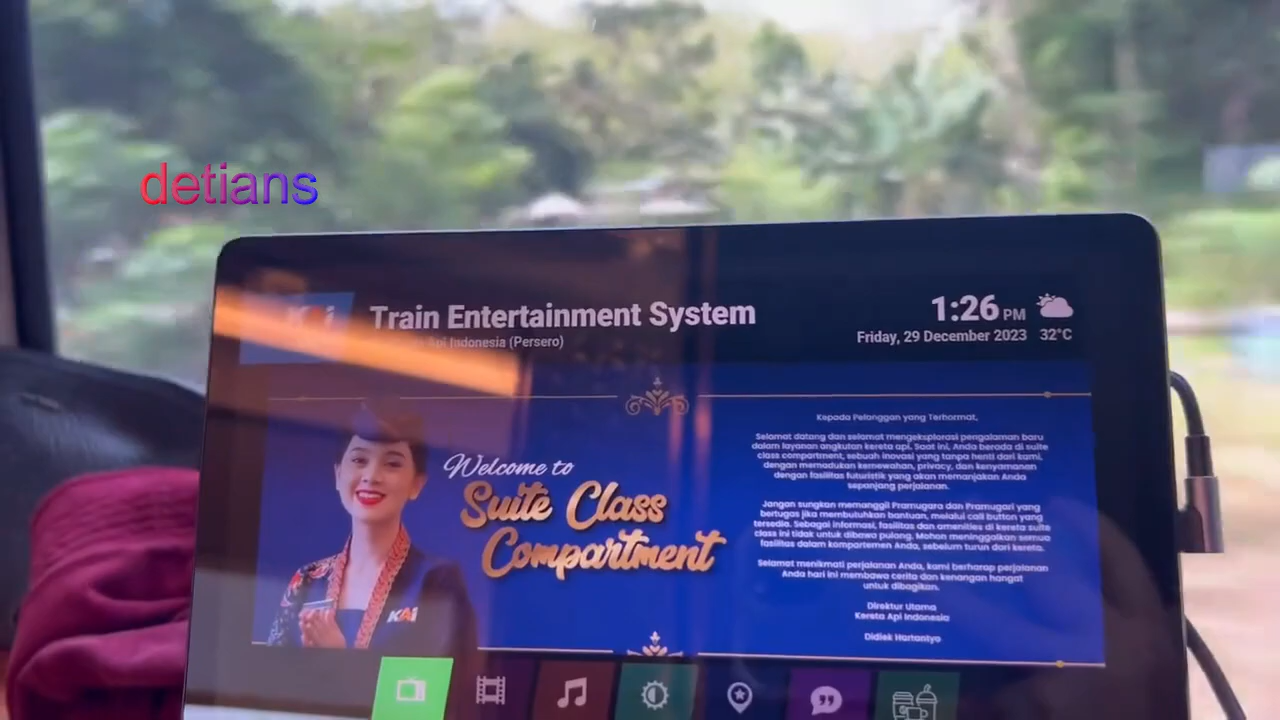 detians
KAI
Train Entertainment System
Api Indonesia (Persero)
1:26 PM
Friday, 29 December 2023 32°C
Welcome to
Suite Class
Compartment
KAI
Kepada Pelanggan yang Terhormat,
Selamat datang dan selamat mengeksplorasi pengalaman baru
dalam layanan angkutan kereta api. Saat ini, Anda berada di suite
class compartment, sebuah inovasi yang tanpa henti dari kami,
dengan memadukan kemewahan, privacy, dan kenyamanan
dengan fasilitas futuristik yang akan memanjakan Anda
sepanjang perjalanan.
Jangan sungkan memanggil Pramugara dan Pramugari yang
bertugas jika membutuhkan bantuan, melalui call button yang
tersedia. Sebagai informasi, fasilitas dan amenities di kereta suite
class ini tidak untuk dibawa pulang. Mohon meninggalkan semua
fasilitas dalam kompartemen Anda, sebelum turun dari kereta.
Selamat menikmati perjalanan Anda, kami berharap perjalanan
Anda hari ini membawa cerita dan kenangan hangat
untuk dibagikan.
Direktur Utama
Kereta Api Indonesia
Didiek Hartantyo